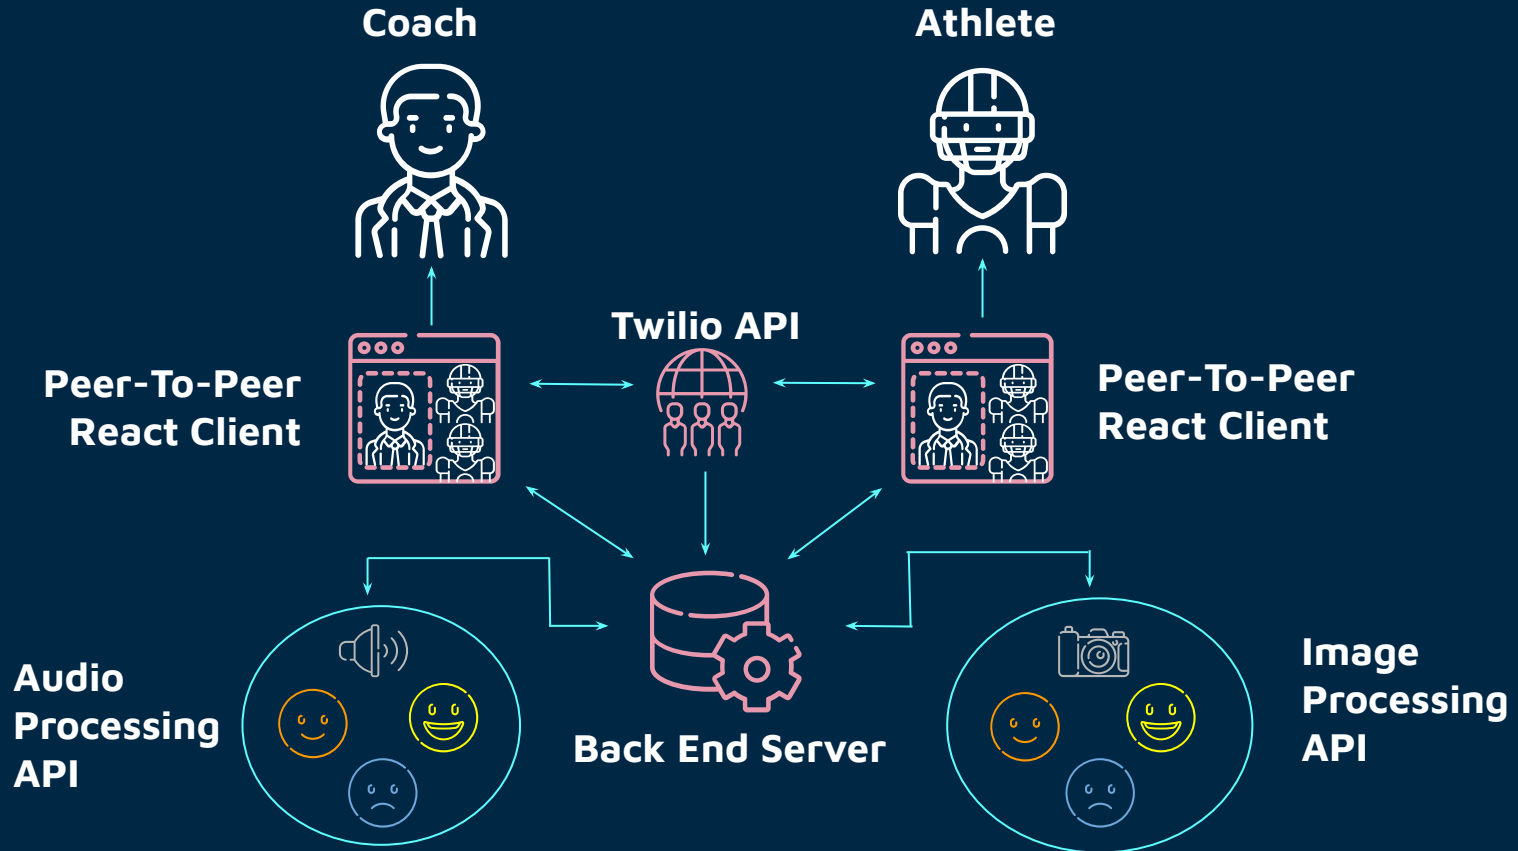 Coach
Athlete
Twilio API
Peer-To-Peer
React Client
Peer-To-Peer
React Client
Audio
Processing
API
Back End Server
Image
Processing
API